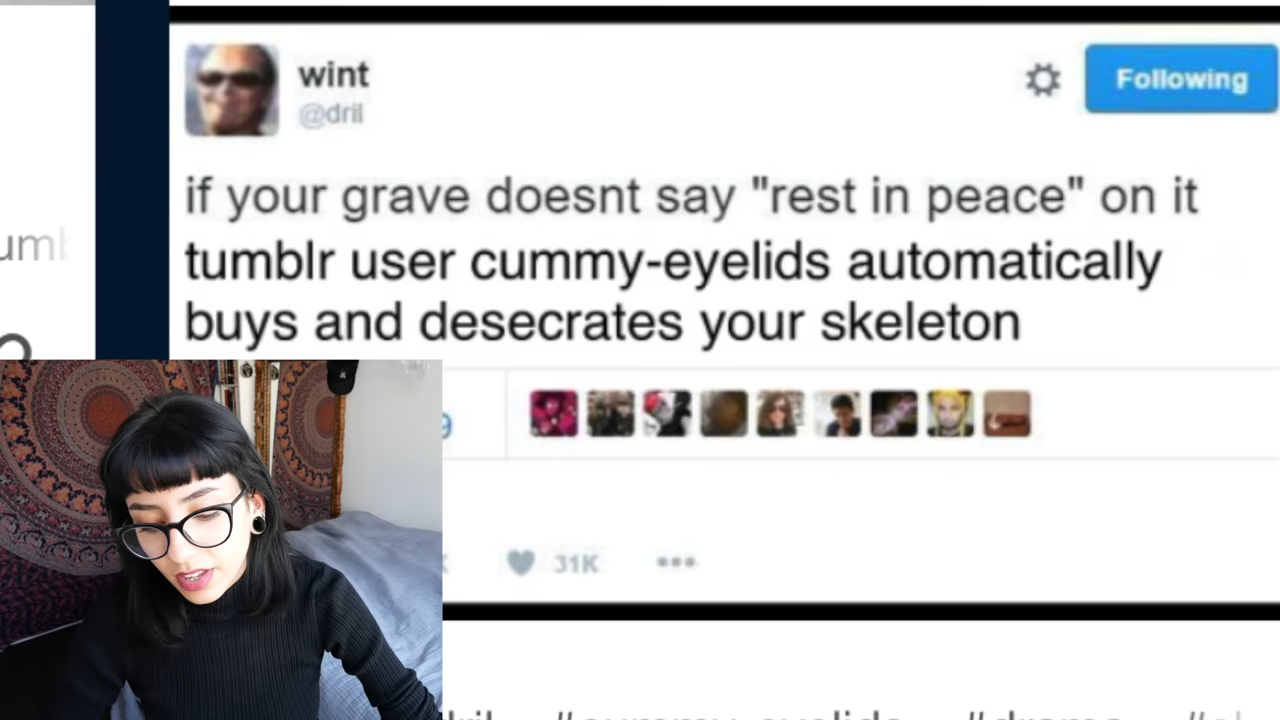 wint
@dril
Following
if your grave doesnt say "rest in peace" on it
tumblr user cummy-eyelids automatically
buys and desecrates your skeleton
31K